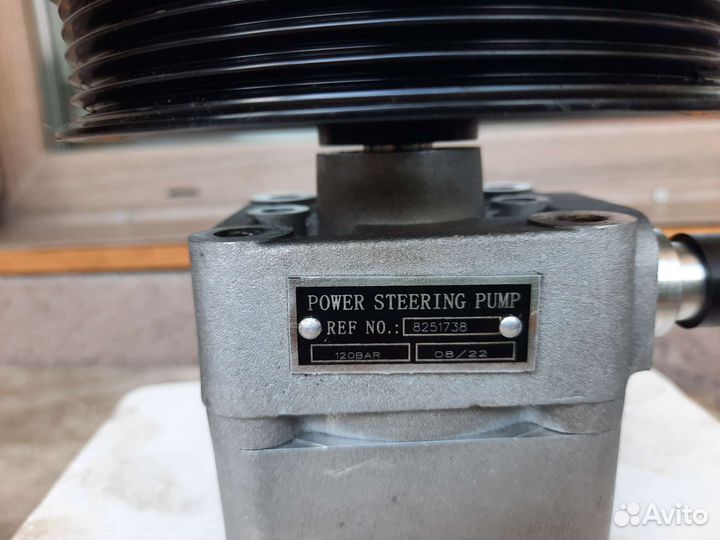 POWER STEERING PUMP
REF NO.: 8251738
120BAR 08/22
Avito